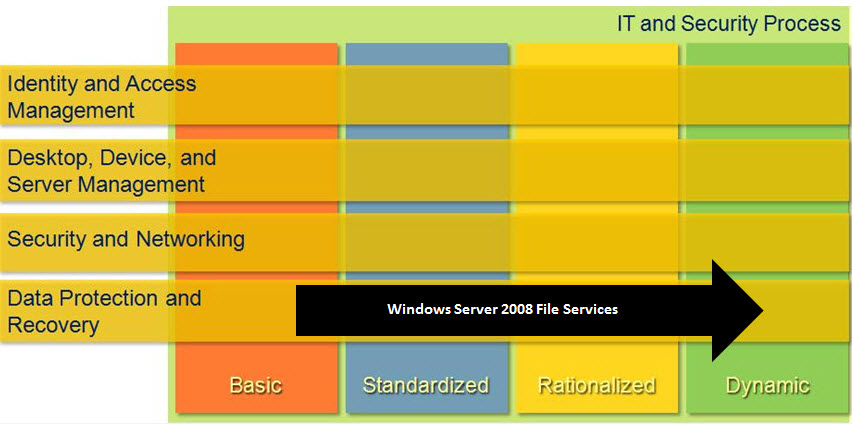 IT and Security Process
Identity and Access
Management
Desktop, Device, and
Server Management
Security and Networking
Data Protection and
Recovery
Windows Server 2008 File Services
Basic
Standardized
Rationalized
Dynamic